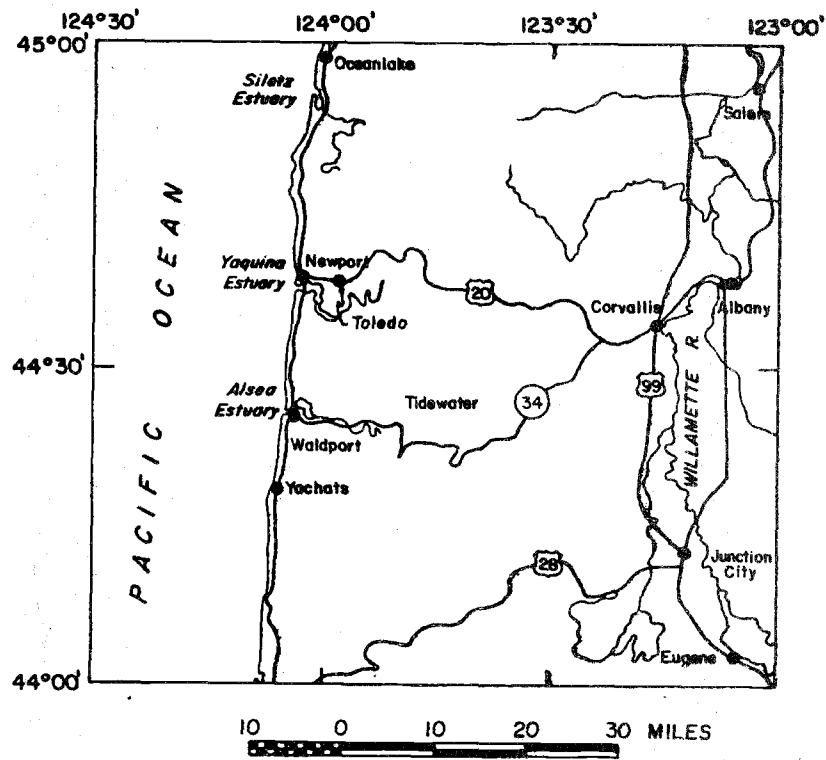 124°30'
124°00'
123°30'
123°00'
45°00'
Oceanlake
Siletz
Estuary
Salem
PACIFIC OCEAN
Yaquina
Estuary
Newport
20
Corvallis
Albany
Toledo
44°30'
WILLAMETTE R.
99
Alsea
Estuary
Tidewater
34
Waldport
Yachats
28
Junction
City
Eugene
44°00'
10 0 10 20 30 MILES